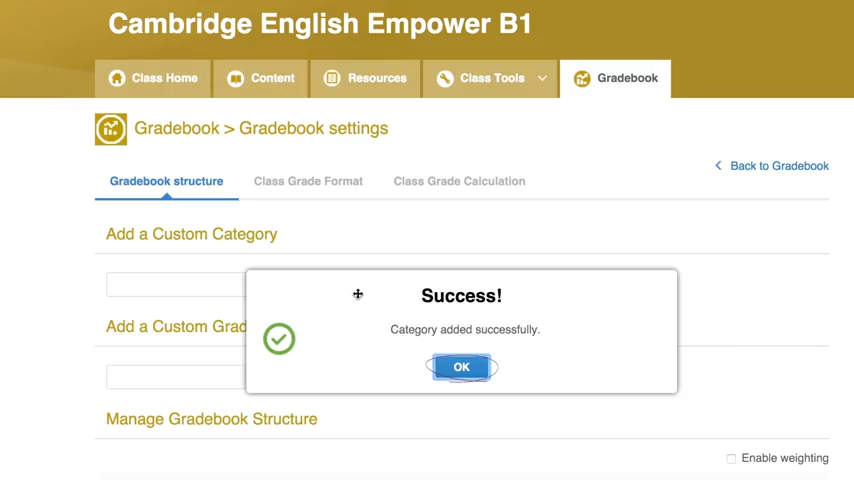 Cambridge English Empower B1
Class Home
Content
Resources
Class Tools
Gradebook
Gradebook > Gradebook settings
Back to Gradebook
Gradebook structure
Class Grade Format
Class Grade Calculation
Add a Custom Category
Success!
Category added successfully.
Add a Custom Grad
OK
Manage Gradebook Structure
Enable weighting